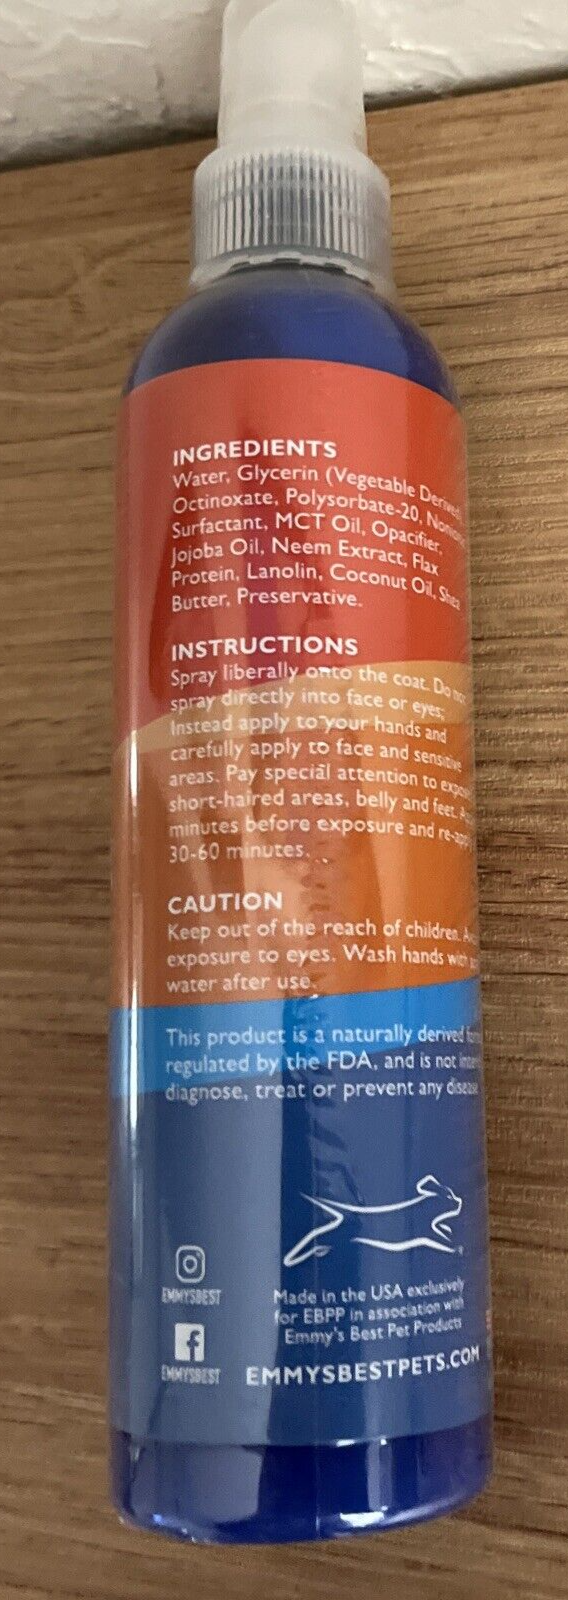 INGREDIENTS
Water, Glycerin (Vegetable Derived)
Octinoxate, Polysorbate-20, Nonionic
Surfactant, MCT Oil, Opacifier,
Jojoba Oil, Neem Extract, Flax
Protein, Lanolin, Coconut Oil, Shea
Butter, Preservative.
INSTRUCTIONS
Spray liberally onto the coat. Do not
spray directly into face or eyes;
Instead apply to your hands and
carefully apply to face and sensitive
areas. Pay special attention to
short-haired areas, belly and feet.
minutes before exposure and re-apply
30-60 minutes.
CAUTION
Keep out of the reach of children.
exposure to eyes. Wash hands with
water after use.
This product is a naturally derived
regulated by the FDA, and is not
diagnose, treat or prevent any disease
EMMYSBEST
EMMYSBEST
Made in the USA exclusively
for EBPP in association with
Emmy's Best Pet Products
EMMYSBESTPETS.COM